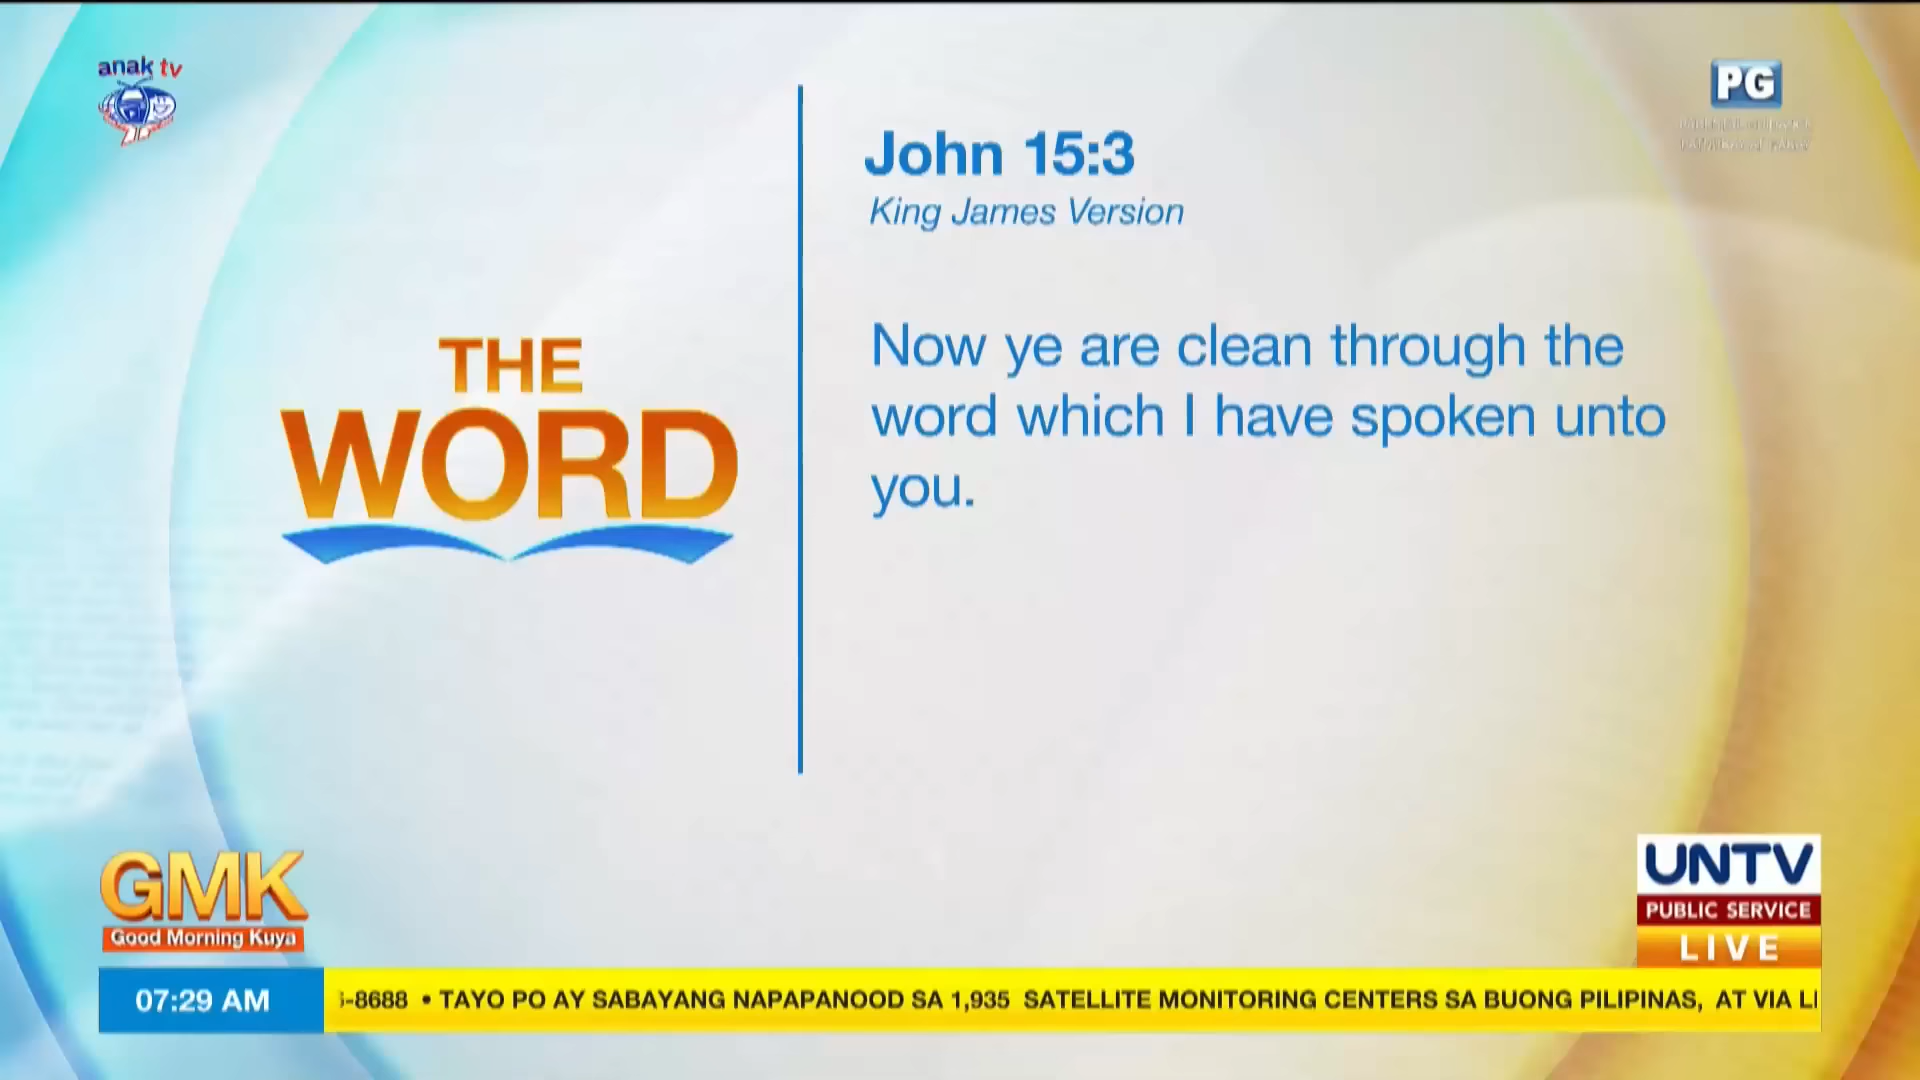 anak tv
PG
John 15:3
King James Version
Now ye are clean through the
word which I have spoken unto
you.
THE
WORD
GMK
Good Morning Kuya
UNTV
PUBLIC SERVICE
LIVE
07:29 AM
-8688 • TAYO PO AY SABAYANG NAPAPANOOD SA 1,935 SATELLITE MONITORING CENTERS SA BUONG PILIPINAS, AT VIA LI